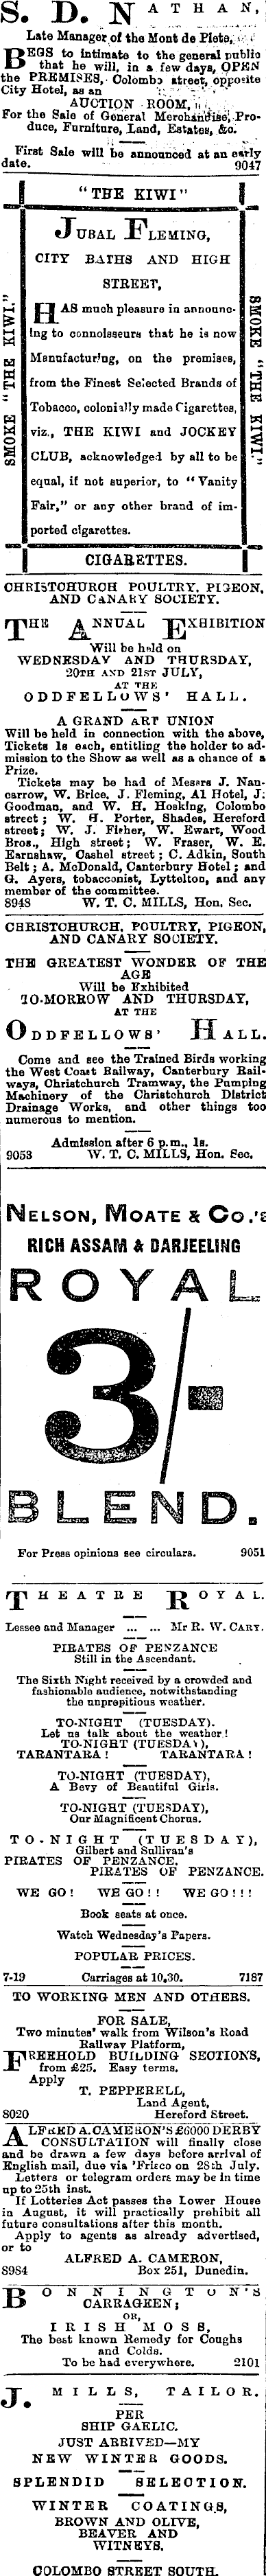 S. D. NATHAN,
Late Manager of the Mont de Piete,
BEGS to intimate to the general public
that he will, in a few days, OPEN
the PREMISES, Colombo street, opposite
City Hotel, as an
AUCTION ROOM,
For the Sale of General Merchandise, Pro-
duce, Furniture, Land, Estates, &c.
First Sale will be announced at an early
date. 9047
"THE KIWI"
JUBAL FLEMING,
CITY BATHS AND HIGH
STREET,
HAS much pleasure in announc-
ing to connoisseurs that he is now
Manufacturing, on the premises,
from the Finest Selected Brands of
Tobacco, colonially made Cigarettes,
viz., THE KIWI and JOCKEY
CLUB, acknowledged by all to be
equal, if not superior, to "Vanity
Fair," or any other brand of im-
ported cigarettes.
CIGARETTES.
SMOKE "THE KIWI."
SMOKE "THE KIWI."
CHRISTCHURCH POULTRY, PIGEON,
AND CANARY SOCIETY.
THE ANNUAL EXHIBITION
Will be held on
WEDNESDAY AND THURSDAY,
20TH AND 21ST JULY,
AT THE
ODDFELLOWS' HALL.
A GRAND ART UNION
Will be held in connection with the above,
Tickets 1s each, entitling the holder to ad-
mission to the Show as well as a chance of a
Prize.
Tickets may be had of Messrs J. Nan-
carrow, W. Brice, J. Fleming, A1 Hotel, J.
Goodman, and W. H. Hosking, Colombo
street; W. H. Porter, Shades, Hereford
street; W. J. Fisher, W. Ewart, Wood
Bros., High street; W. Fraser, W. E.
Earnshaw, Cashel street; C. Adkin, South
Belt; A. McDonald, Canterbury Hotel; and
G. Ayers, tobacconist, Lyttelton, and any
member of the committee.
8948 W. T. C. MILLS, Hon. Sec.
CHRISTCHURCH, POULTRY, PIGEON,
AND CANARY SOCIETY.
THE GREATEST WONDER OF THE
AGE
Will be Exhibited
TO-MORROW AND THURSDAY,
AT THE
ODDFELLOWS' HALL.
Come and see the Trained Birds working
the West Coast Railway, Canterbury Rail-
ways, Christchurch Tramway, the Pumping
Machinery of the Christchurch District
Drainage Works, and other things too
numerous to mention.
Admission after 6 p.m., 1s.
9053 W. T. C. MILLS, Hon. Sec.
NELSON, MOATE & Co.'s
RICH ASSAM & DARJEELING
ROYAL
3/-
BLEND.
For Press opinions see circulars. 9051
THEATRE ROYAL.
Lessee and Manager ... ... Mr R. W. CARY.
PIRATES OF PENZANCE
Still in the Ascendant.
The Sixth Night received by a crowded and
fashionable audience, notwithstanding
the unpropitious weather.
TO-NIGHT (TUESDAY).
Let us talk about the weather!
TO-NIGHT (TUESDAY),
TARANTARA! TARANTARA!
TO-NIGHT (TUESDAY),
A Bevy of Beautiful Girls.
TO-NIGHT (TUESDAY),
Our Magnificent Chorus.
TO-NIGHT (TUESDAY),
Gilbert and Sullivan's
PIRATES OF PENZANCE.
PIRATES OF PENZANCE.
WE GO! WE GO!! WE GO!!!
Book seats at once.
Watch Wednesday's Papers.
POPULAR PRICES.
7-19 Carriages at 10.30. 7187
TO WORKING MEN AND OTHERS.
FOR SALE,
Two minutes' walk from Wilson's Road
Railway Platform,
FREEHOLD BUILDING SECTIONS,
from £25. Easy terms.
Apply
T. PEPPERELL,
Land Agent,
8020 Hereford Street.
ALFRED A. CAMERON'S £6000 DERBY
CONSULTATION will finally close
and be drawn a few days before arrival of
English mail, due via 'Frisco on 28th July.
Letters or telegram orders may be in time
up to 25th inst.
If Lotteries Act passes the Lower House
in August, it will practically prohibit all
future consultations after this month.
Apply to agents as already advertised,
or to
ALFRED A. CAMERON,
8984 Box 251, Dunedin.
BONNINGTON'S
CARRAGEEN;
OR,
IRISH MOSS,
The best known Remedy for Coughs
and Colds.
To be had everywhere. 2101
J. MILLS, TAILOR.
PER
SHIP GAELIC.
JUST ARRIVED—MY
NEW WINTER GOODS.
SPLENDID SELECTION.
WINTER COATINGS,
BROWN AND OLIVE,
BEAVER AND
WITNEYS.
COLOMBO STREET SOUTH.